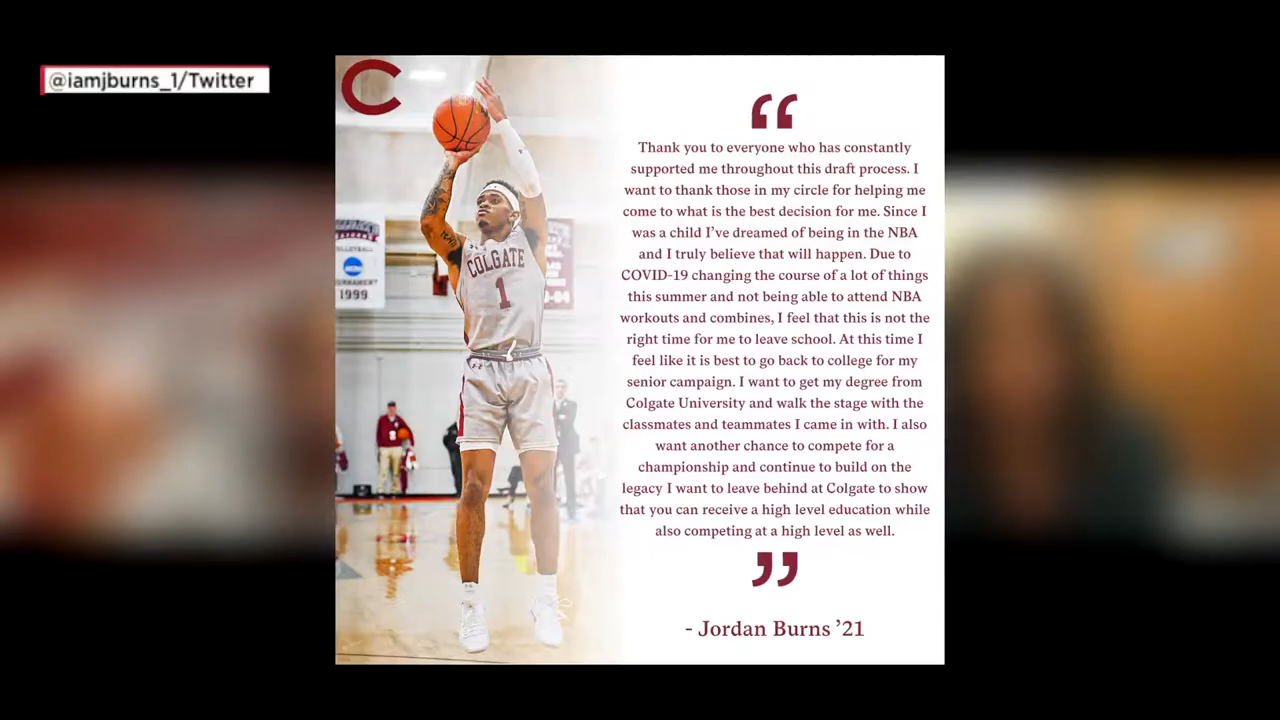 @iamjburns_1/Twitter
C
NCAA
1999
COLGATE
1
“
Thank you to everyone who has constantly
supported me throughout this draft process. I
want to thank those in my circle for helping me
come to what is the best decision for me. Since I
was a child I’ve dreamed of being in the NBA
and I truly believe that will happen. Due to
COVID-19 changing the course of a lot of things
this summer and not being able to attend NBA
workouts and combines, I feel that this is not the
right time for me to leave school. At this time I
feel like it is best to go back to college for my
senior campaign. I want to get my degree from
Colgate University and walk the stage with the
classmates and teammates I came in with. I also
want another chance to compete for a
championship and continue to build on the
legacy I want to leave behind at Colgate to show
that you can receive a high level education while
also competing at a high level as well.
”
- Jordan Burns ’21